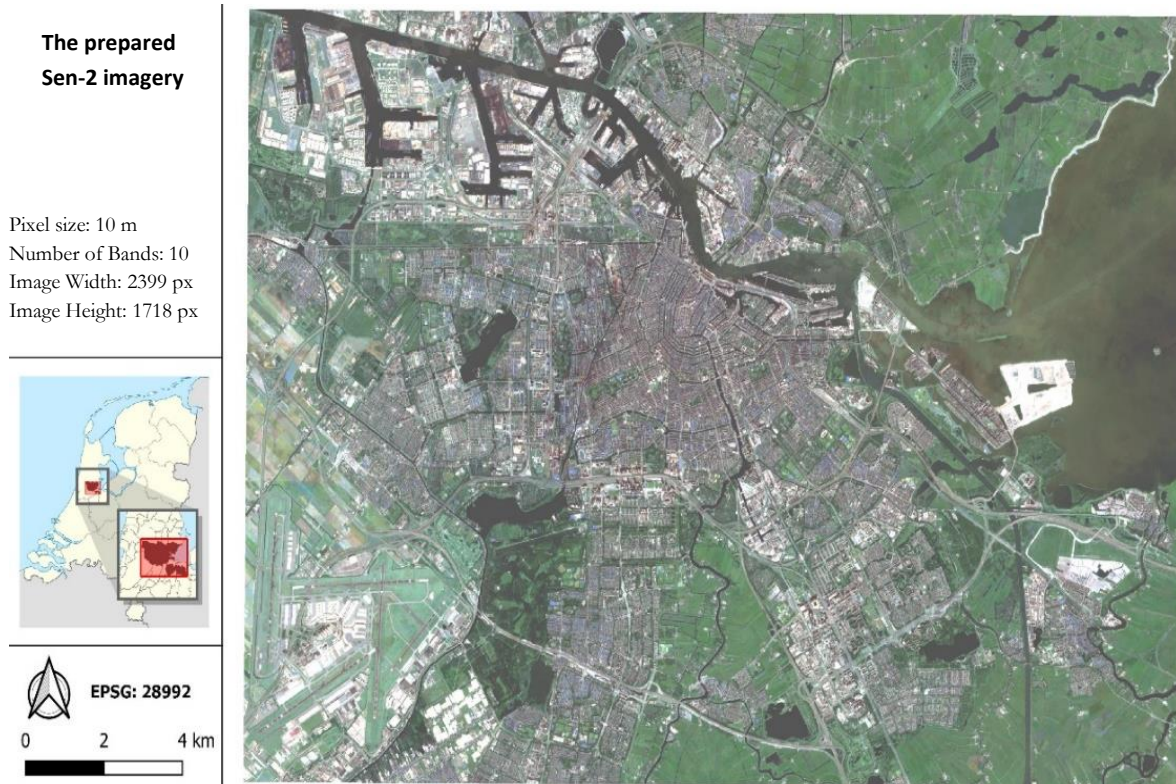 The prepared
Sen-2 imagery
Pixel size: 10 m
Number of Bands: 10
Image Width: 2399 px
Image Height: 1718 px
EPSG: 28992
0 2 4 km